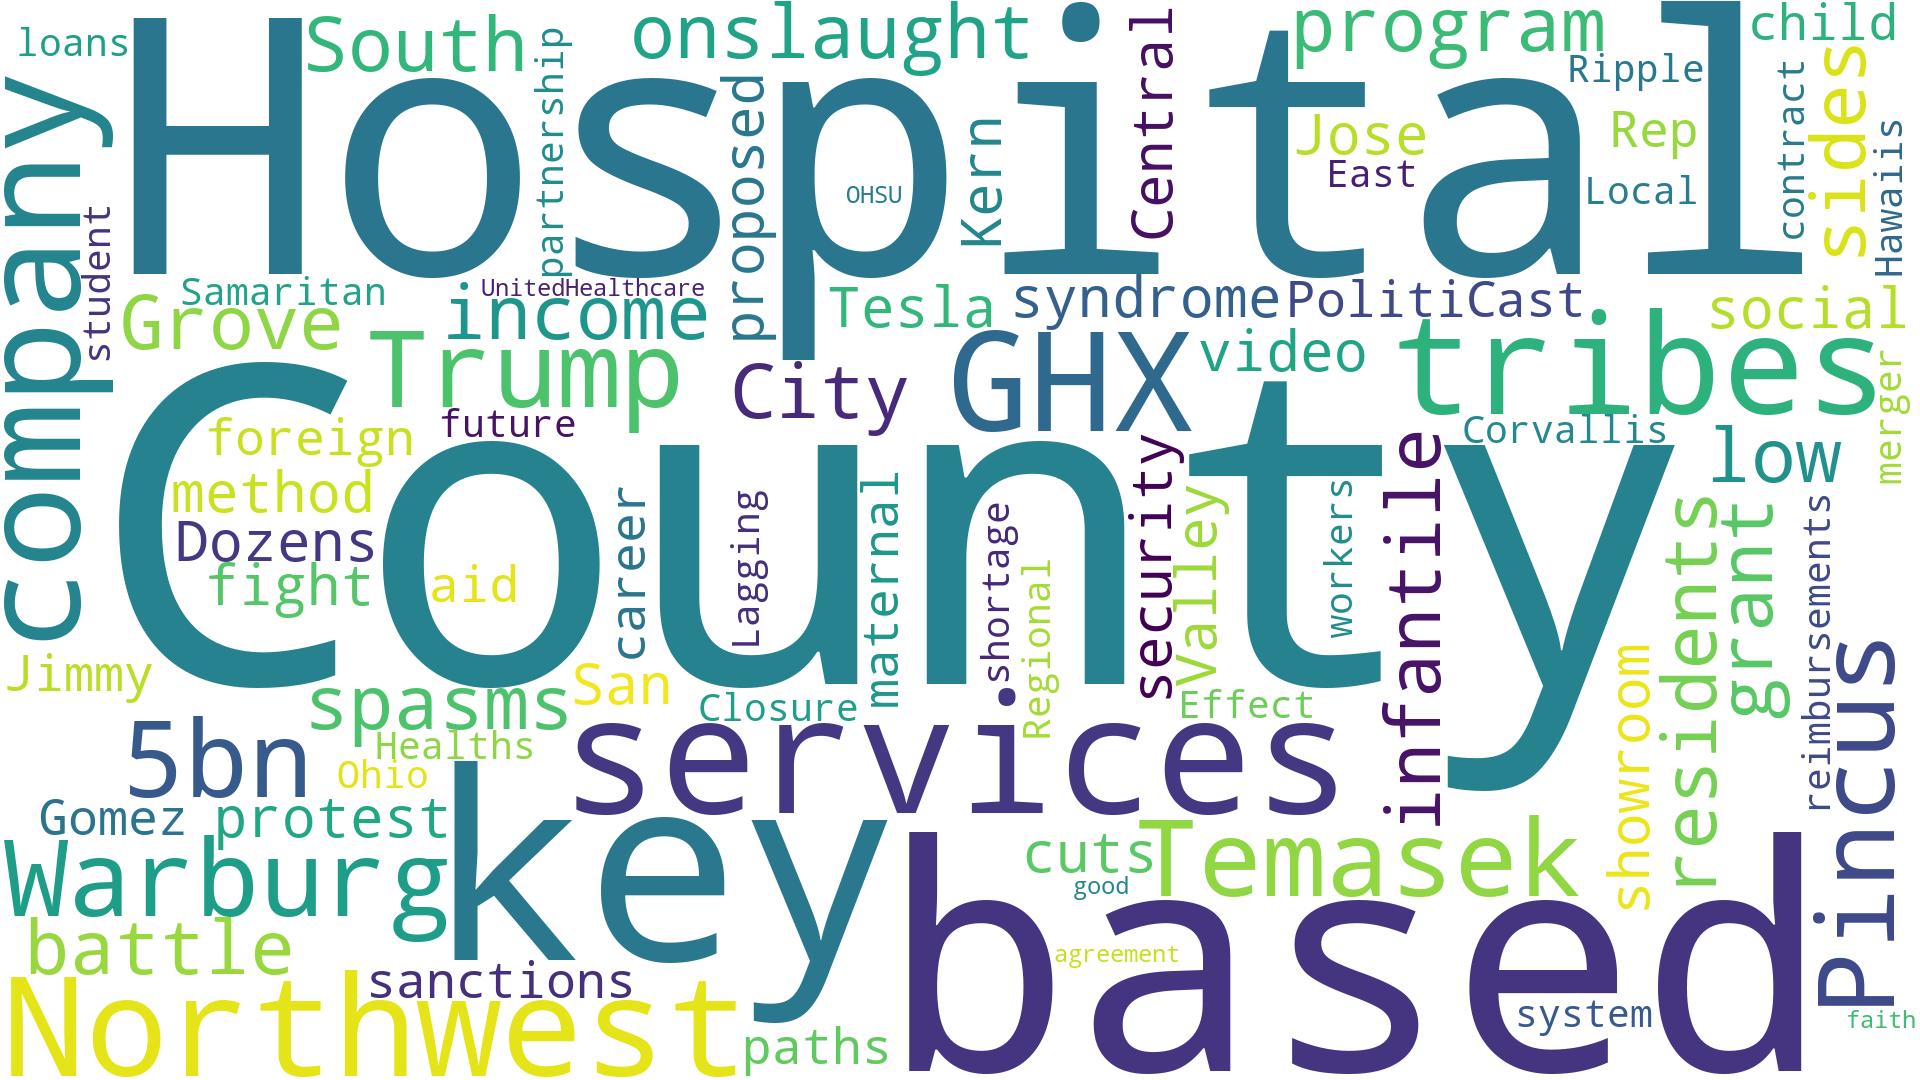 loans
Hospital
South
partnership
onslaught
proposed
OHSU
Kern
Central
program
Jose
East
Ripple
Rep
Local
child
contract
sides
Hawaiis
company
student
Samaritan
UnitedHealthcare
Grove
income
Tesla
syndrome
PolitiCast
social
Trump
City
GHX
video
tribes
merger
County
foreign
future
Corvallis
low
method
Dozens
fight
aid
career
Lagging
maternal
shortage
Regional
security
Valley
workers
infantile
residents
grant
reimbursements
Jimmy
spasms
San
Closure
Effect
5bn
Healths
Ohio
services
showroom
Pincus
Gomez
protest
key
Warburg
cuts
good
Temasek
based
battle
sanctions
agreement
Northwest
paths
system
faith